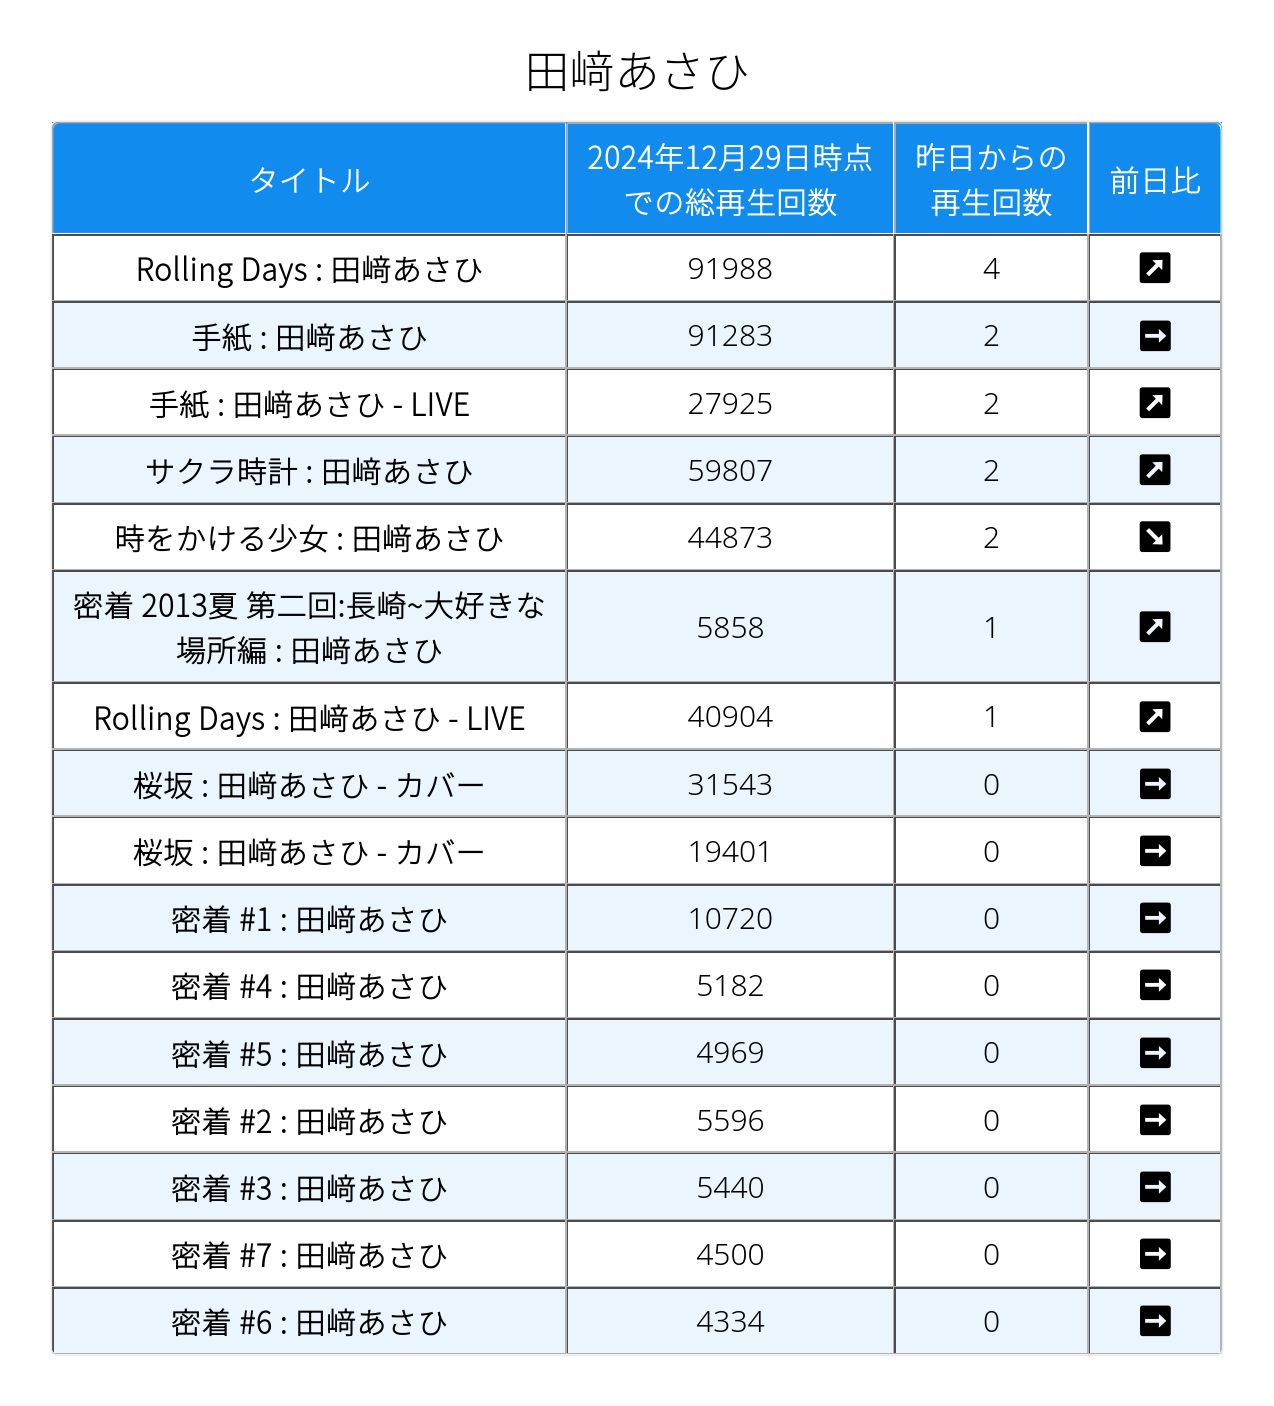 田﨑あさひ
タイトル
2024年12月29日時点
での総再生回数
昨日からの
再生回数
前日比
Rolling Days : 田﨑あさひ 91988 4 ↗
手紙 : 田﨑あさひ 91283 2 →
手紙 : 田﨑あさひ - LIVE 27925 2 ↗
サクラ時計 : 田﨑あさひ 59807 2 ↗
時をかける少女 : 田﨑あさひ 44873 2 ↘
密着 2013夏 第二回:長崎~大好きな
場所編 : 田﨑あさひ 5858 1 ↗
Rolling Days : 田﨑あさひ - LIVE 40904 1 ↗
桜坂 : 田﨑あさひ - カバー 31543 0 →
桜坂 : 田﨑あさひ - カバー 19401 0 →
密着 #1 : 田﨑あさひ 10720 0 →
密着 #4 : 田﨑あさひ 5182 0 →
密着 #5 : 田﨑あさひ 4969 0 →
密着 #2 : 田﨑あさひ 5596 0 →
密着 #3 : 田﨑あさひ 5440 0 →
密着 #7 : 田﨑あさひ 4500 0 →
密着 #6 : 田﨑あさひ 4334 0 →